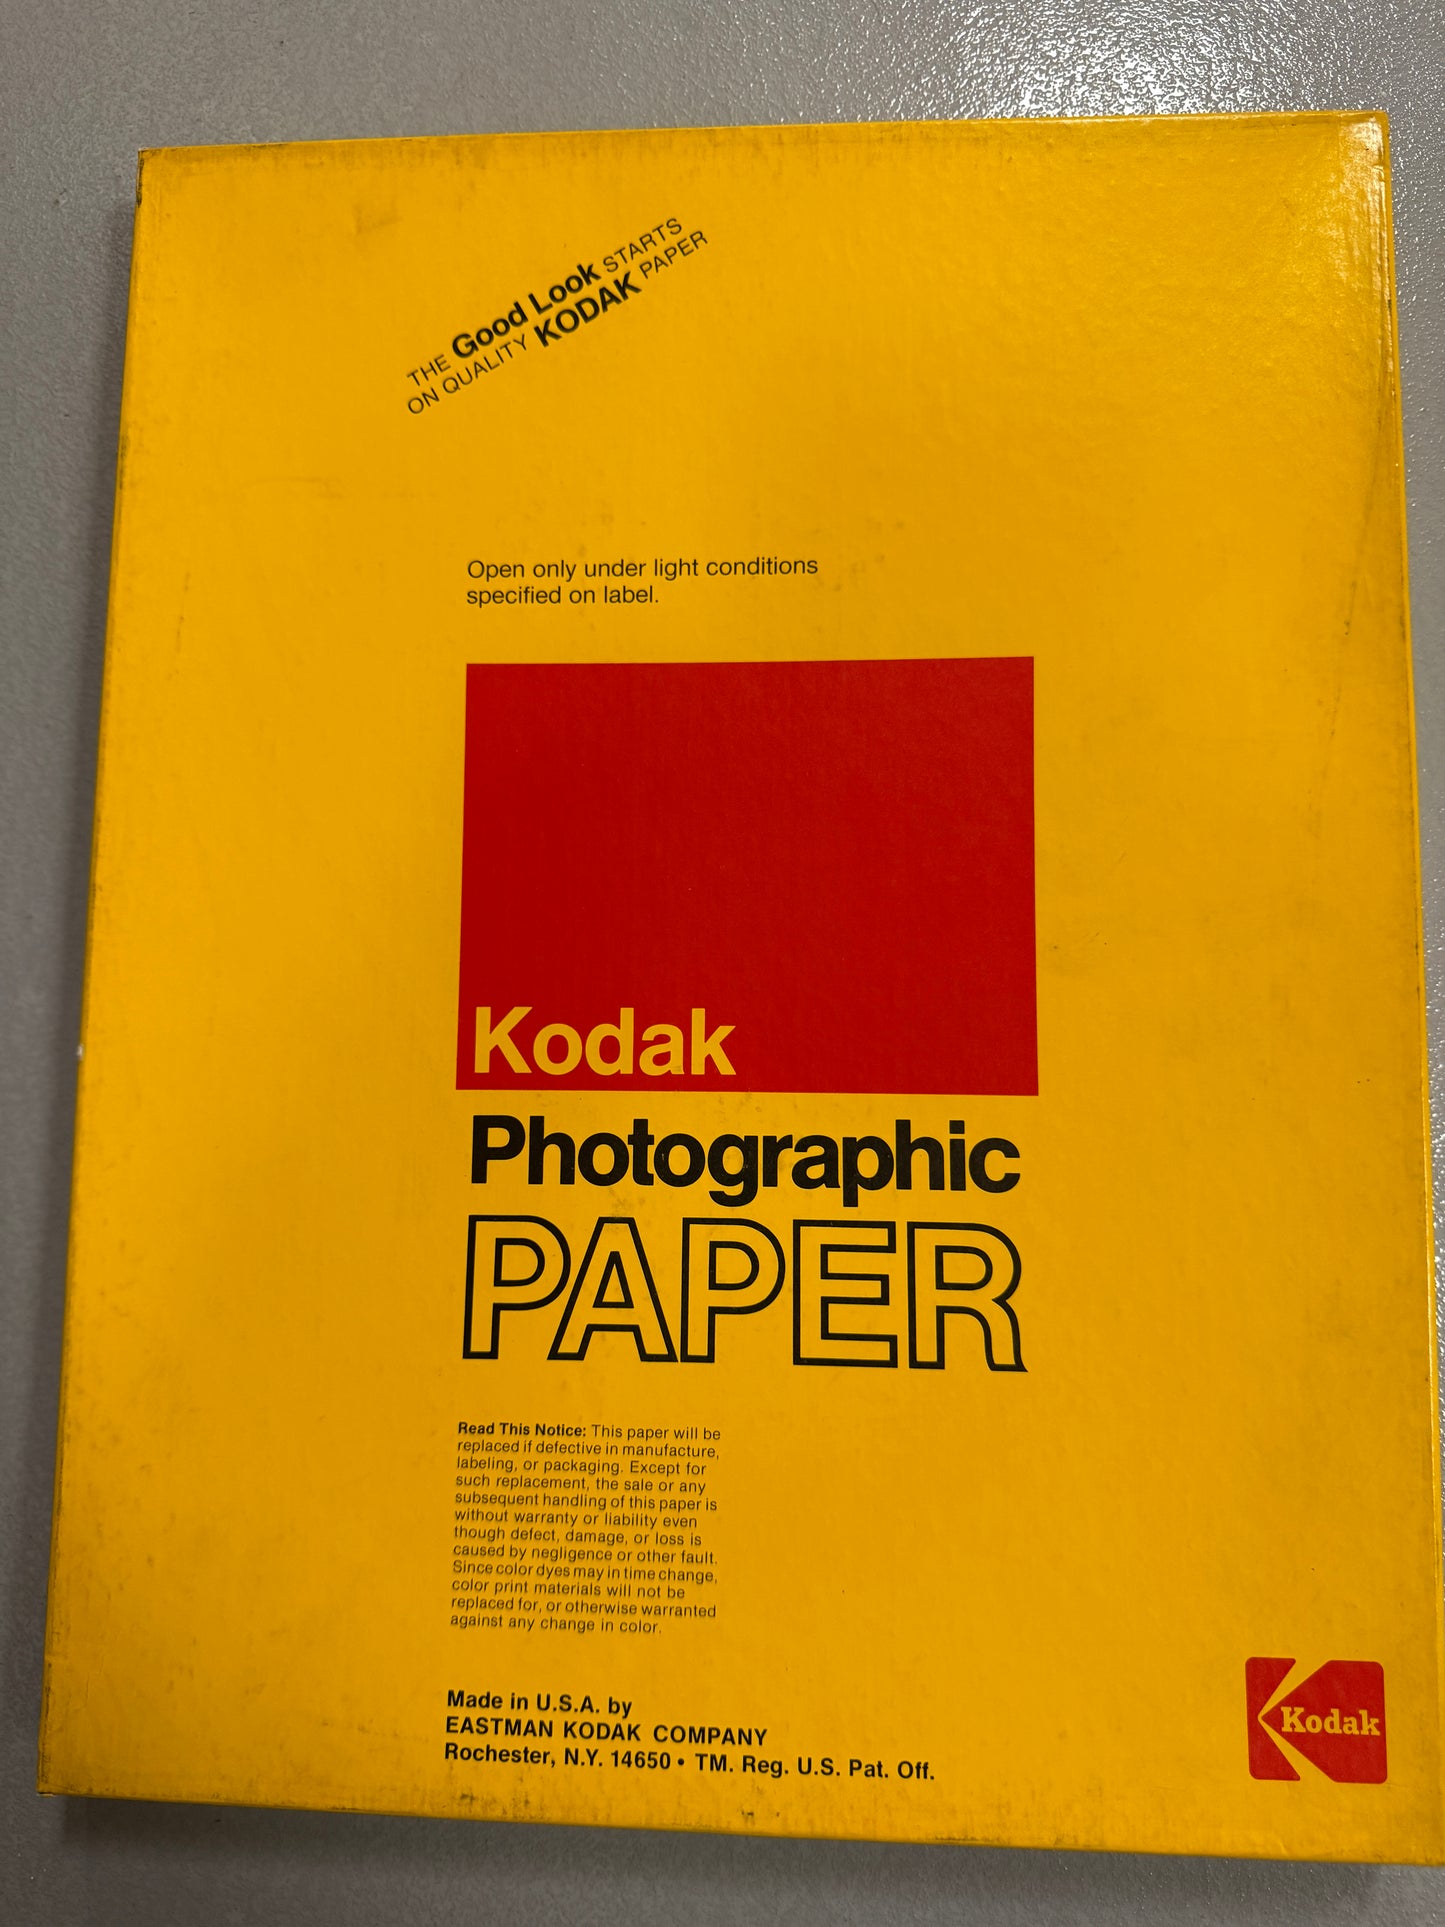 THE Good Look STARTS
ON QUALITY KODAK PAPER
Open only under light conditions
specified on label.
Kodak
Photographic
PAPER
Read This Notice: This paper will be
replaced if defective in manufacture,
labeling, or packaging. Except for
such replacement, the sale or any
subsequent handling of this paper is
without warranty or liability even
though defect, damage, or loss is
caused by negligence or other fault.
Since color dyes may in time change,
color print materials will not be
replaced for, or otherwise warranted
against any change in color.
Made in U.S.A. by
EASTMAN KODAK COMPANY
Rochester, N.Y. 14650 • TM. Reg. U.S. Pat. Off.
Kodak